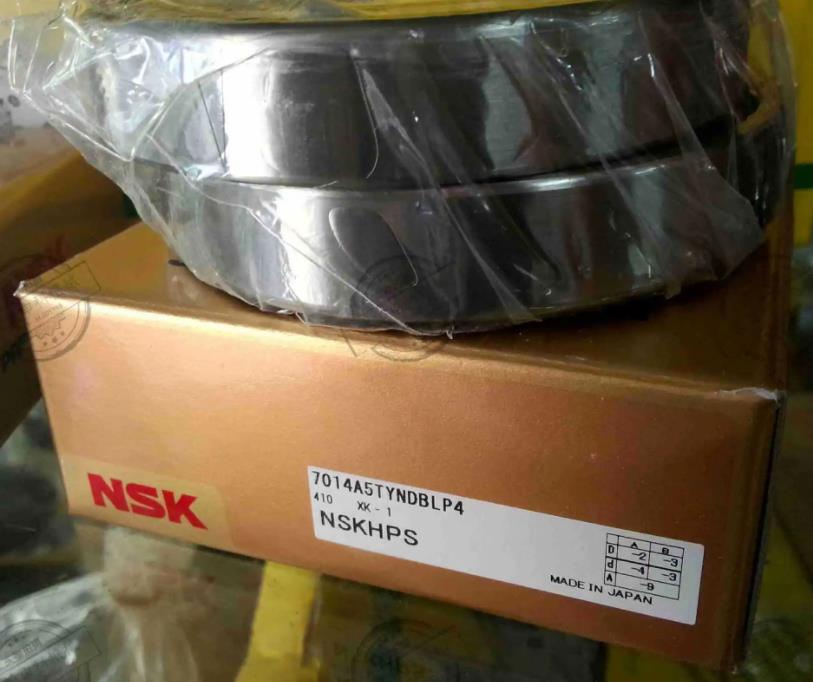 NSK
7014A5TYNDBLP4
410 XK-1
NSKHPS
A B
D -2 -3
d -4 -3
A -9
MADE IN JAPAN